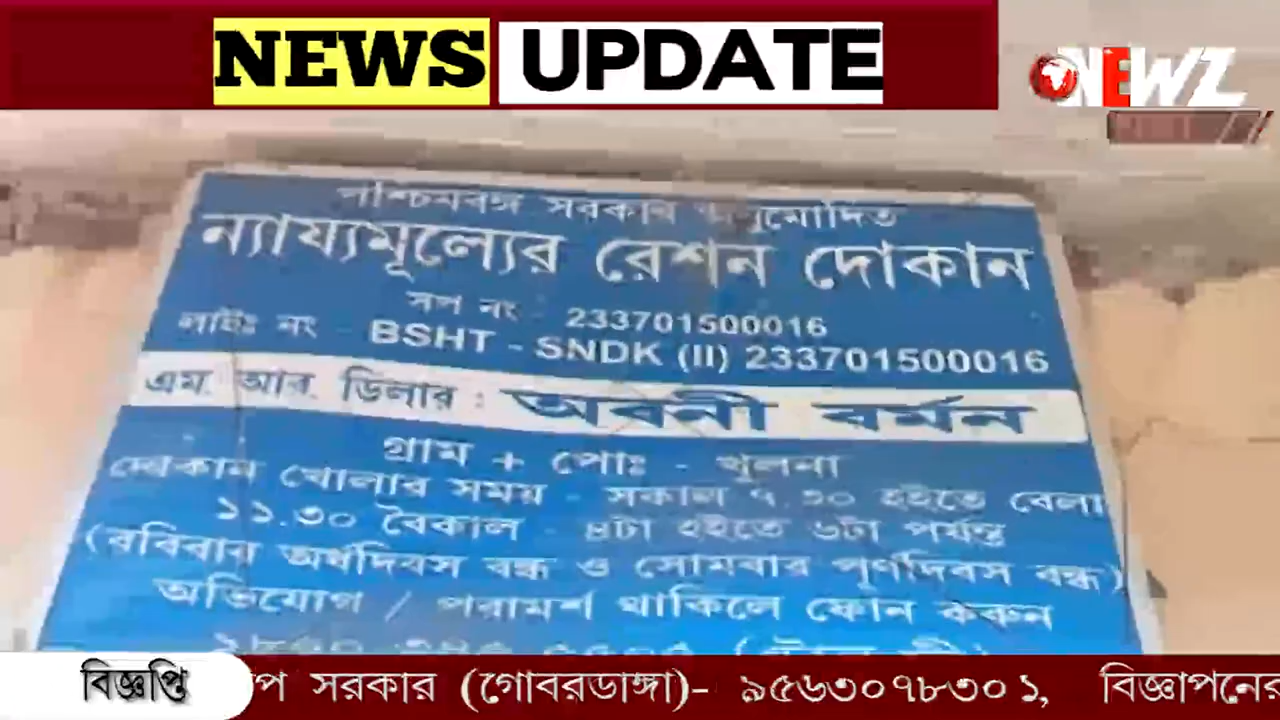 NEWS UPDATE
NEWZ
পশ্চিমবঙ্গ সরকার অনুমোদিত
ন্যায্যমূল্যের রেশন দোকান
সপ নং - 233701500016
লাইঃ নং - BSHT - SNDK (II) 233701500016
এম. আর. ডিলার : অবনী বর্মন
গ্রাম + পোঃ - খুলনা
দোকান খোলার সময় - সকাল ৭.৩০ হইতে বেলা
১১.৩০ বৈকাল - ৪টা হইতে ৬টা পর্যন্ত
(রবিবার অর্ধদিবস বন্ধ ও সোমবার পূর্ণদিবস বন্ধ)
অভিযোগ / পরামর্শ থাকিলে ফোন করুন
বিজ্ঞপ্তি
প সরকার (গোবরডাঙ্গা)- ৯৫৬৩০৭৮৩০১, বিজ্ঞাপনের